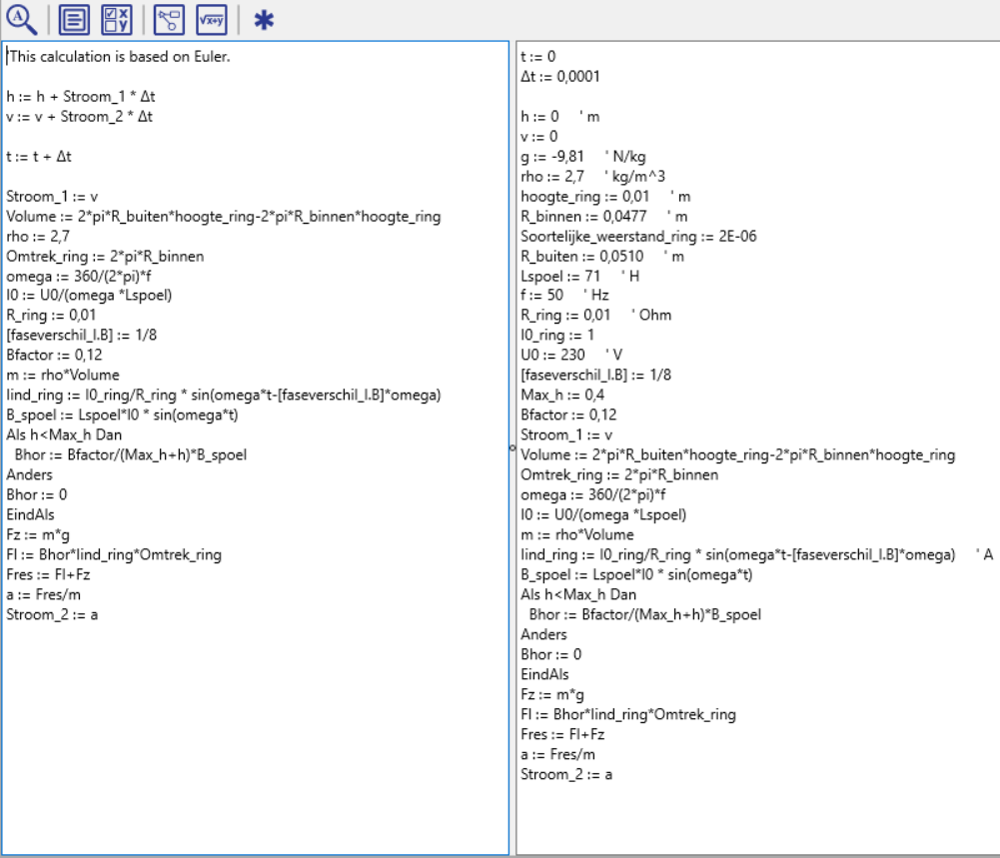 'This calculation is based on Euler.
h := h + Stroom_1 * Δt
v := v + Stroom_2 * Δt
t := t + Δt
Stroom_1 := v
Volume := 2*pi*R_buiten*hoogte_ring-2*pi*R_binnen*hoogte_ring
rho := 2,7
Omtrek_ring := 2*pi*R_binnen
omega := 360/(2*pi)*f
I0 := U0/(omega *Lspoel)
R_ring := 0,01
[faseverschil_I.B] := 1/8
Bfactor := 0,12
m := rho*Volume
Iind_ring := I0_ring/R_ring * sin(omega*t-[faseverschil_I.B]*omega)
B_spoel := Lspoel*I0 * sin(omega*t)
Als h<Max_h Dan
  Bhor := Bfactor/(Max_h+h)*B_spoel
Anders
Bhor := 0
EindAls
Fz := m*g
Fl := Bhor*Iind_ring*Omtrek_ring
Fres := Fl+Fz
a := Fres/m
Stroom_2 := a
t := 0
Δt := 0,0001
h := 0    ' m
v := 0
g := -9,81    ' N/kg
rho := 2,7    ' kg/m^3
hoogte_ring := 0,01    ' m
R_binnen := 0,0477    ' m
Soortelijke_weerstand_ring := 2E-06
R_buiten := 0,0510    ' m
Lspoel := 71    ' H
f := 50    ' Hz
R_ring := 0,01    ' Ohm
I0_ring := 1
U0 := 230    ' V
[faseverschil_I.B] := 1/8
Max_h := 0,4
Bfactor := 0,12
Stroom_1 := v
Volume := 2*pi*R_buiten*hoogte_ring-2*pi*R_binnen*hoogte_ring
Omtrek_ring := 2*pi*R_binnen
omega := 360/(2*pi)*f
I0 := U0/(omega *Lspoel)
m := rho*Volume
Iind_ring := I0_ring/R_ring * sin(omega*t-[faseverschil_I.B]*omega)    ' A
B_spoel := Lspoel*I0 * sin(omega*t)
Als h<Max_h Dan
  Bhor := Bfactor/(Max_h+h)*B_spoel
Anders
Bhor := 0
EindAls
Fz := m*g
Fl := Bhor*Iind_ring*Omtrek_ring
Fres := Fl+Fz
a := Fres/m
Stroom_2 := a